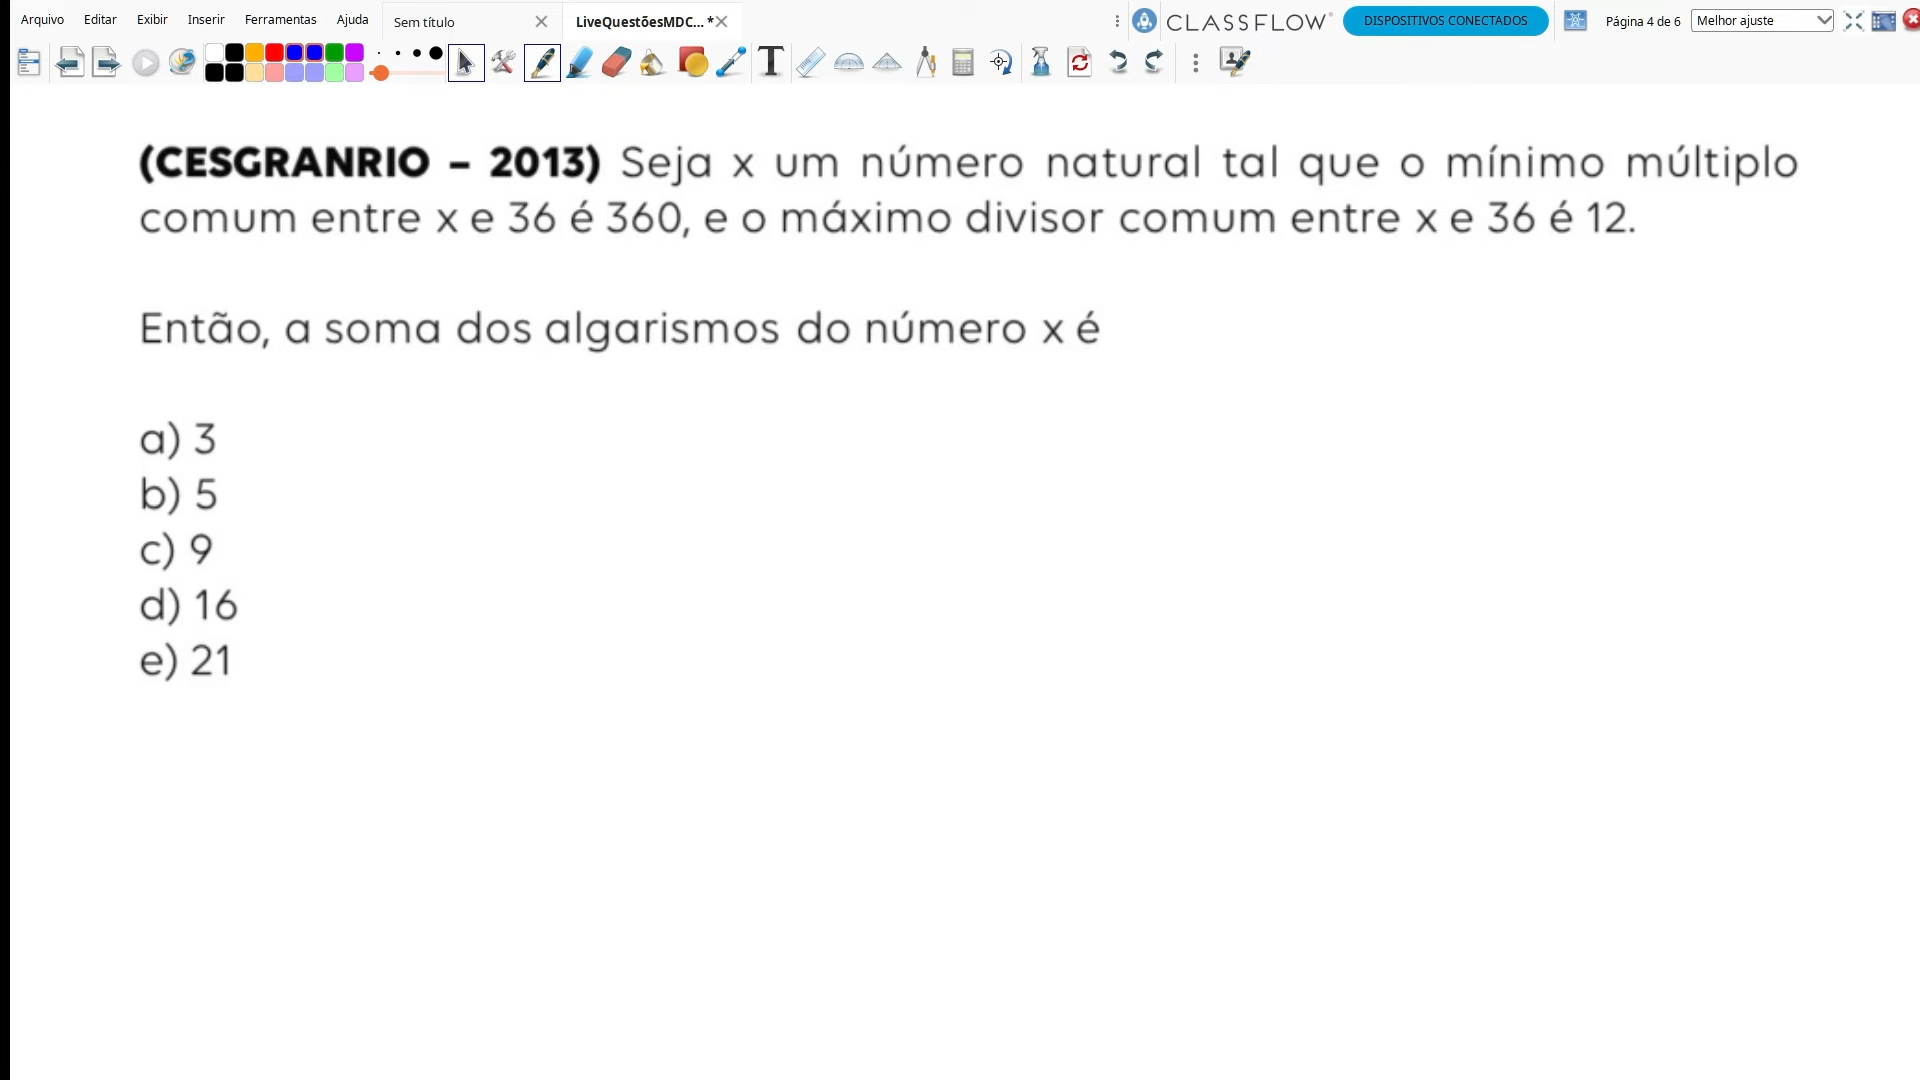 Arquivo Editar Exibir Inserir Ferramentas Ajuda Sem título LiveQuestõesMDC... * CLASSFLOW DISPOSITIVOS CONECTADOS Página 4 de 6 Melhor ajuste
T
(CESGRANRIO – 2013) Seja x um número natural tal que o mínimo múltiplo
comum entre x e 36 é 360, e o máximo divisor comum entre x e 36 é 12.
Então, a soma dos algarismos do número x é
a) 3
b) 5
c) 9
d) 16
e) 21